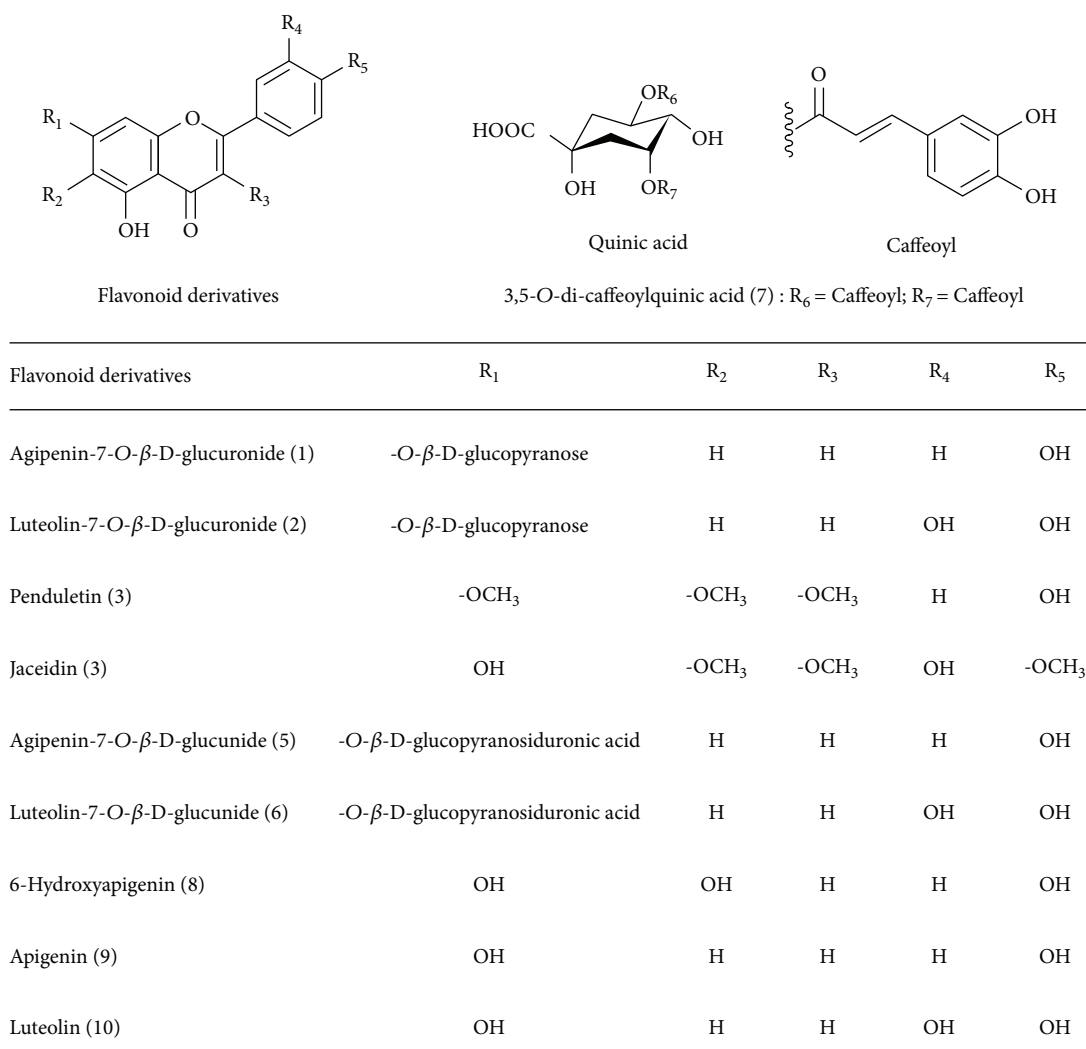 R4
R5
R1
O
R2
R3
OH
O
OR6
HOOC
OH
OH
OR7
O
OH
OH
Quinic acid
Caffeoyl
Flavonoid derivatives
3,5-O-di-caffeoylquinic acid (7) : R6 = Caffeoyl; R7 = Caffeoyl
Flavonoid derivatives R1 R2 R3 R4 R5
Agipenin-7-O-β-D-glucuronide (1) -O-β-D-glucopyranose H H H OH
Luteolin-7-O-β-D-glucuronide (2) -O-β-D-glucopyranose H H OH OH
Penduletin (3) -OCH3 -OCH3 -OCH3 H OH
Jaceidin (3) OH -OCH3 -OCH3 OH -OCH3
Agipenin-7-O-β-D-glucunide (5) -O-β-D-glucopyranosiduronic acid H H H OH
Luteolin-7-O-β-D-glucunide (6) -O-β-D-glucopyranosiduronic acid H H OH OH
6-Hydroxyapigenin (8) OH OH H H OH
Apigenin (9) OH H H H OH
Luteolin (10) OH H H OH OH